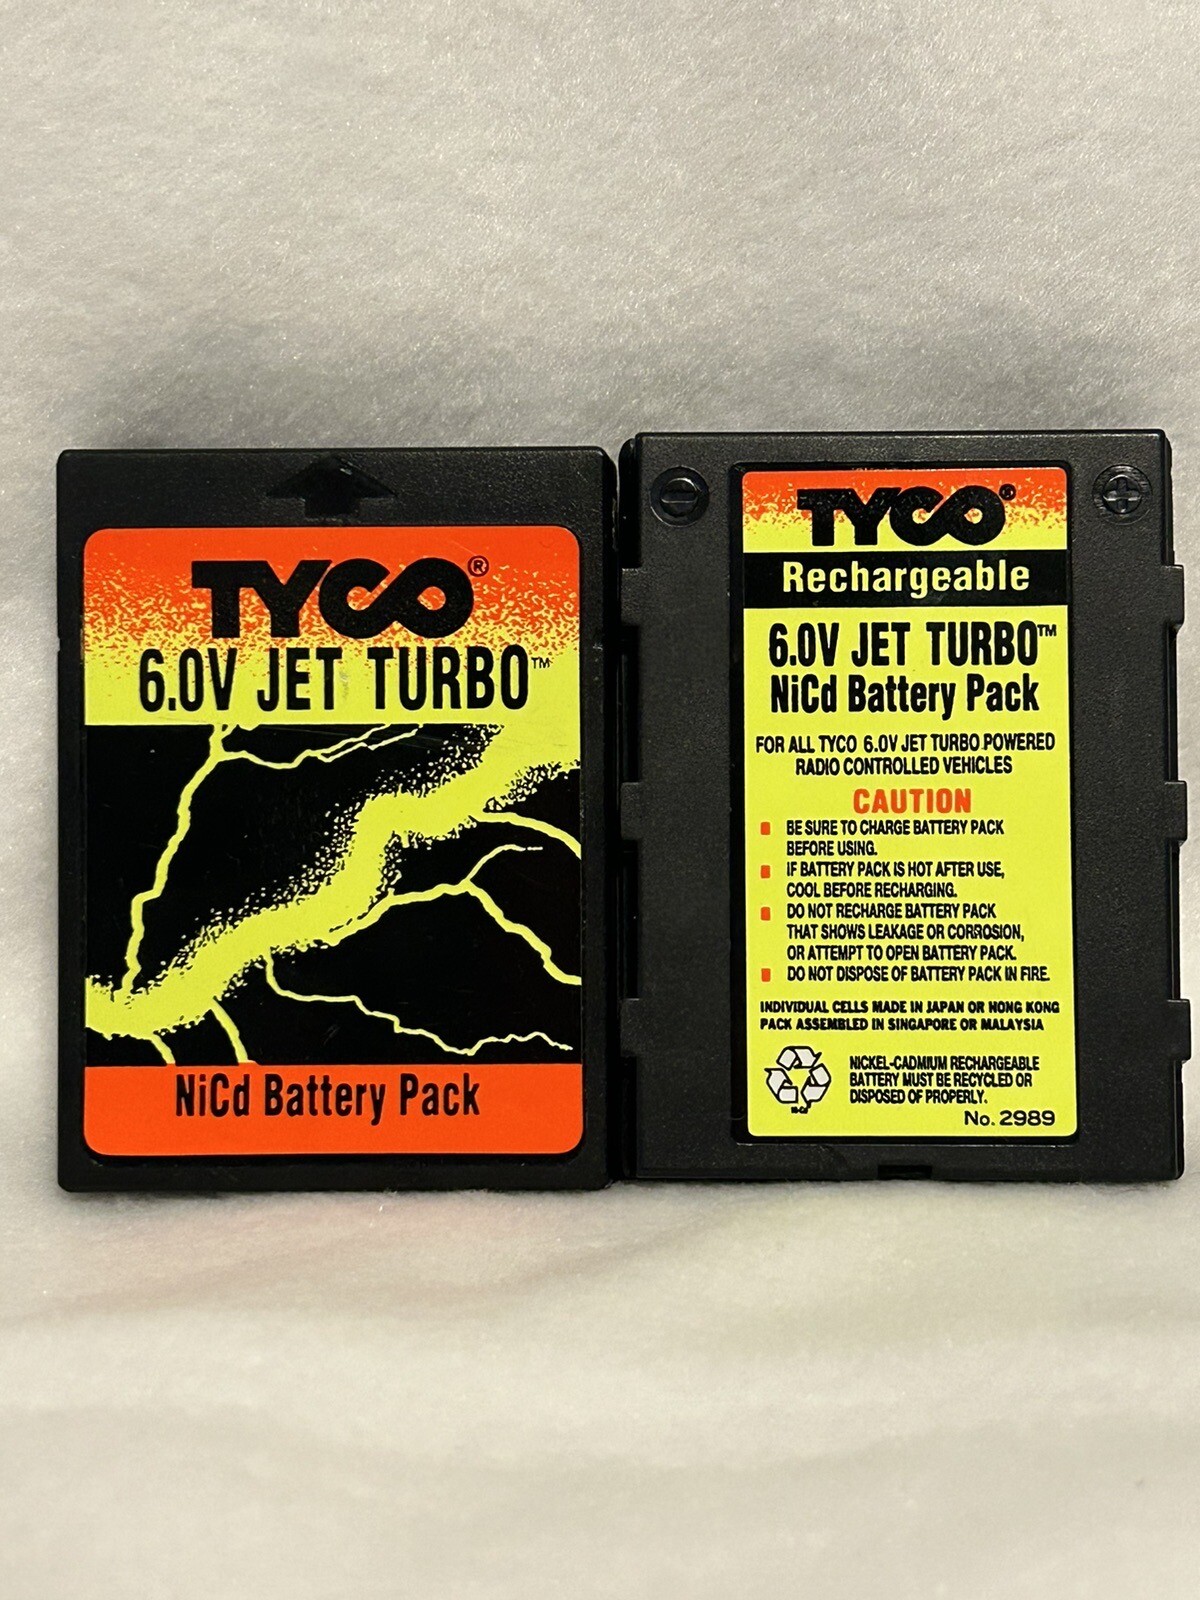 TYCO®
6.0V JET TURBO™
NiCd Battery Pack
TYCO®
Rechargeable
6.0V JET TURBO™
NiCd Battery Pack
FOR ALL TYCO 6.0V JET TURBO POWERED
RADIO CONTROLLED VEHICLES
CAUTION
BE SURE TO CHARGE BATTERY PACK
BEFORE USING.
IF BATTERY PACK IS HOT AFTER USE,
COOL BEFORE RECHARGING.
DO NOT RECHARGE BATTERY PACK
THAT SHOWS LEAKAGE OR CORROSION,
OR ATTEMPT TO OPEN BATTERY PACK.
DO NOT DISPOSE OF BATTERY PACK IN FIRE.
INDIVIDUAL CELLS MADE IN JAPAN OR HONG KONG
PACK ASSEMBLED IN SINGAPORE OR MALAYSIA
NICKEL-CADMIUM RECHARGEABLE
BATTERY MUST BE RECYCLED OR
DISPOSED OF PROPERLY.
Ni-Cd
No. 2989